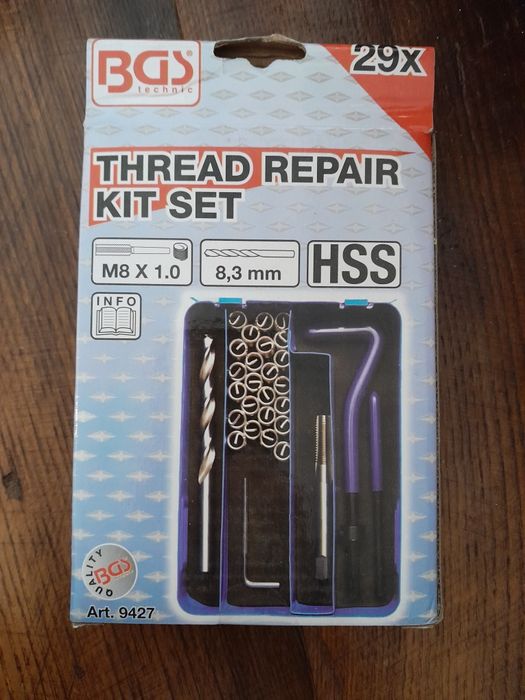 BGS
technic
29x
THREAD REPAIR
KIT SET
M8 X 1.0
8,3 mm
HSS
INFO
QUALITY
BGS
Art. 9427